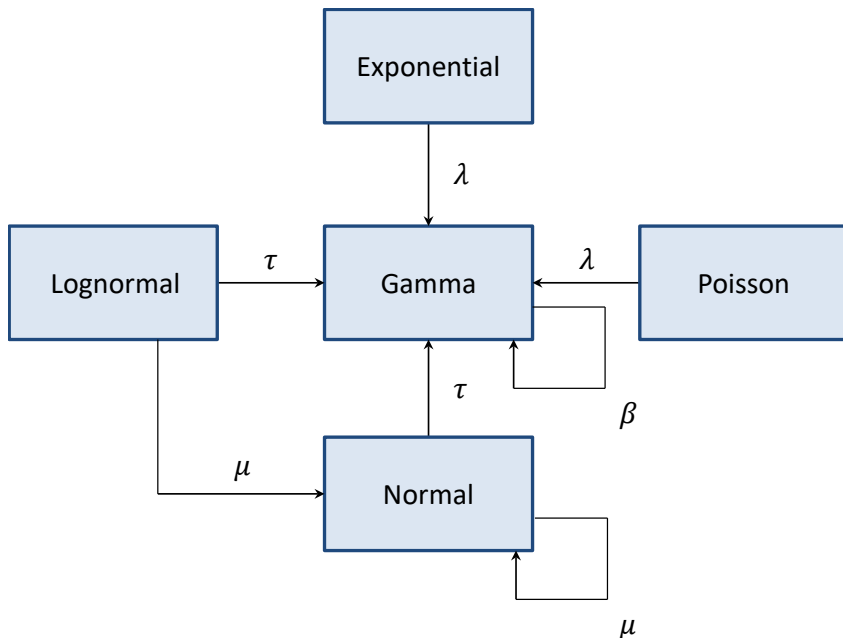 Exponential
λ
Lognormal
τ
Gamma
λ
Poisson
τ
β
μ
Normal
μ